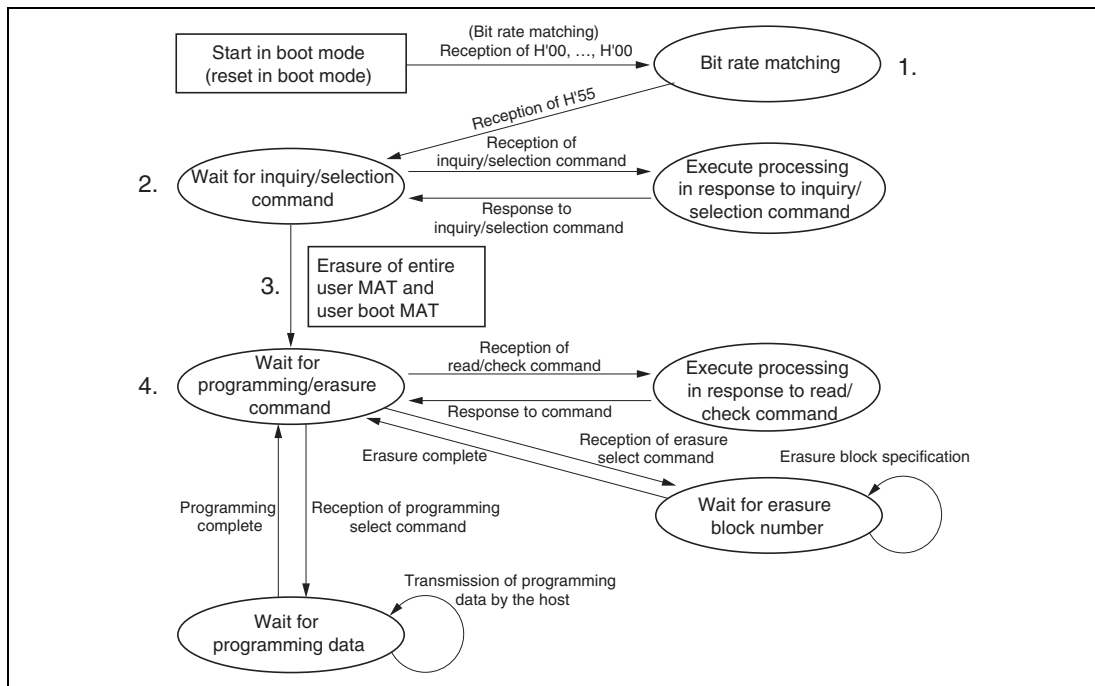 Start in boot mode
(reset in boot mode)
(Bit rate matching)
Reception of H'00, ..., H'00
Bit rate matching
1.
Reception of H'55
2.
Wait for inquiry/selection
command
Reception of
inquiry/selection command
Response to
inquiry/selection command
Execute processing
in response to inquiry/
selection command
3.
Erasure of entire
user MAT and
user boot MAT
4.
Wait for
programming/erasure
command
Reception of
read/check command
Response to command
Execute processing
in response to read/
check command
Reception of erasure
select command
Erasure complete
Erasure block specification
Wait for erasure
block number
Programming
complete
Reception of programming
select command
Transmission of programming
data by the host
Wait for
programming data